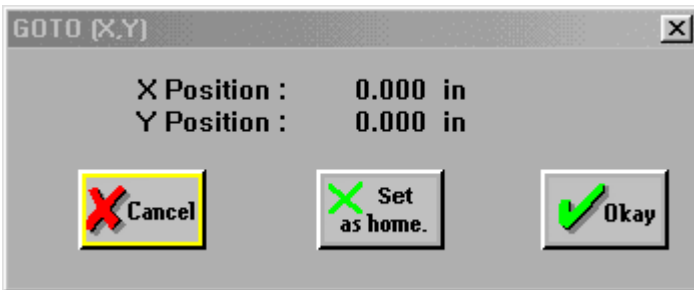 GOTO (X,Y)
X Position : 0.000 in
Y Position : 0.000 in
Cancel
Set
as home.
Okay